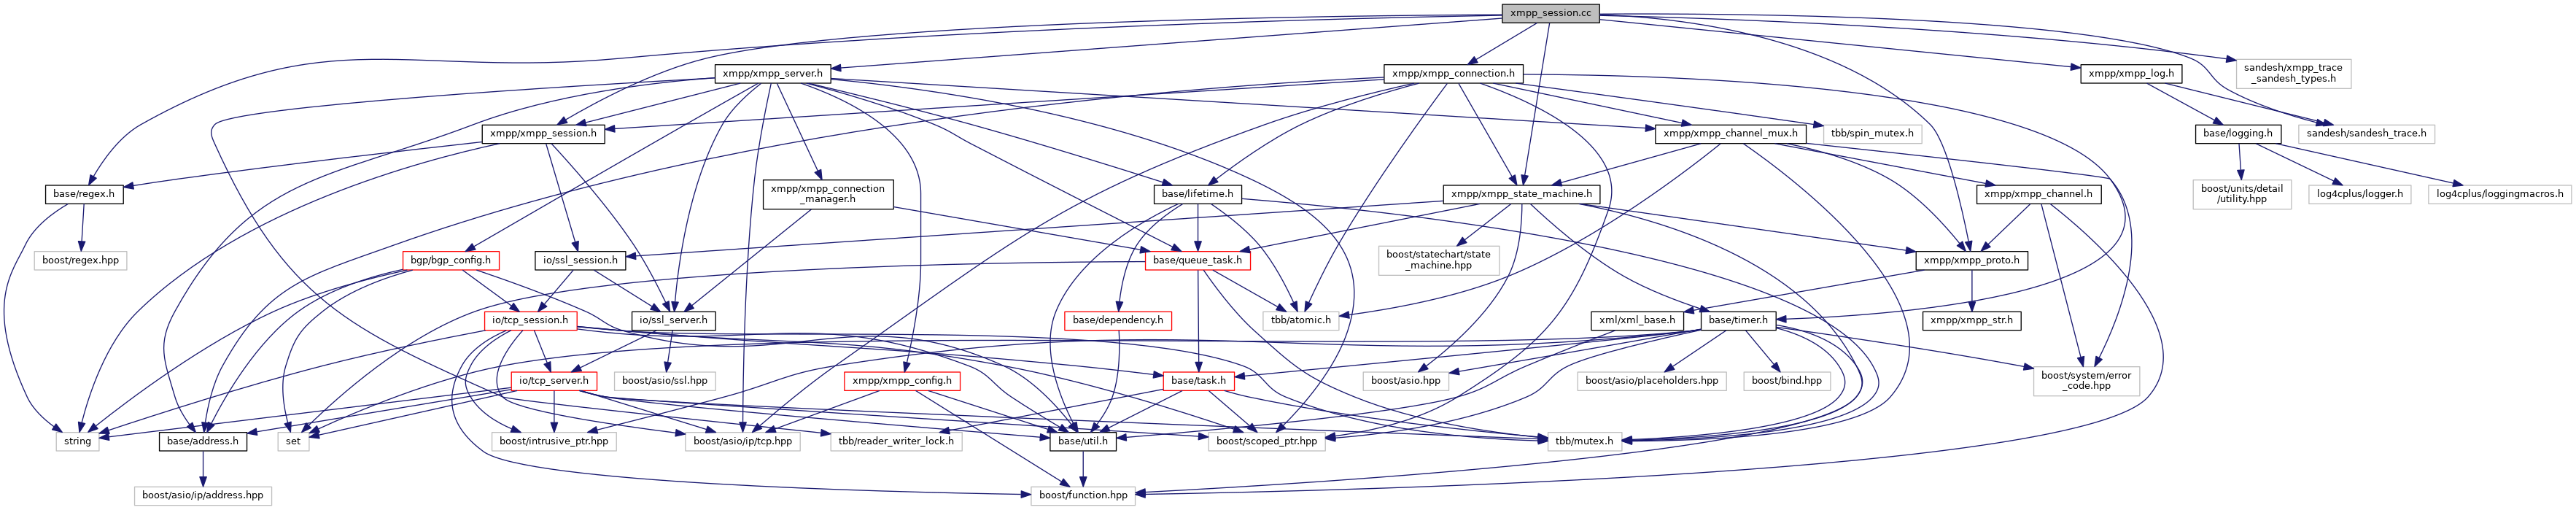 xmpp_session.cc
xmpp/xmpp_server.h
xmpp/xmpp_connection.h
xmpp/xmpp_log.h
sandesh/xmpp_trace
_sandesh_types.h
xmpp/xmpp_session.h
xmpp/xmpp_channel_mux.h
tbb/spin_mutex.h
base/logging.h
sandesh/sandesh_trace.h
base/regex.h
xmpp/xmpp_connection
_manager.h
base/lifetime.h
xmpp/xmpp_state_machine.h
xmpp/xmpp_channel.h
boost/units/detail
/utility.hpp
log4cplus/logger.h
log4cplus/loggingmacros.h
boost/regex.hpp
bgp/bgp_config.h
io/ssl_session.h
base/queue_task.h
boost/statechart/state
_machine.hpp
xmpp/xmpp_proto.h
io/tcp_session.h
io/ssl_server.h
base/dependency.h
tbb/atomic.h
xml/xml_base.h
base/timer.h
xmpp/xmpp_str.h
io/tcp_server.h
boost/asio/ssl.hpp
xmpp/xmpp_config.h
base/task.h
boost/asio.hpp
boost/asio/placeholders.hpp
boost/bind.hpp
boost/system/error
_code.hpp
string
base/address.h
set
boost/intrusive_ptr.hpp
boost/asio/ip/tcp.hpp
tbb/reader_writer_lock.h
base/util.h
boost/scoped_ptr.hpp
tbb/mutex.h
boost/asio/ip/address.hpp
boost/function.hpp